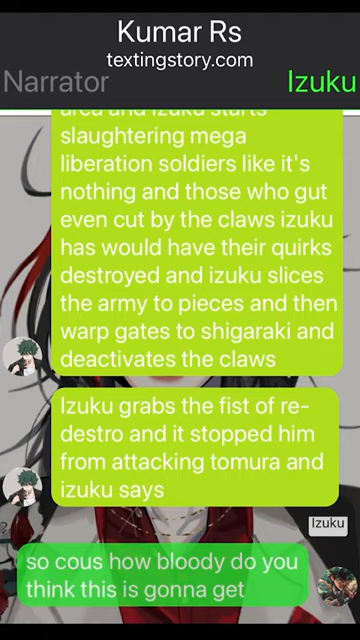 Kumar Rs
textingstory.com
Narrator
Izuku
area and izuku starts
slaughtering mega
liberation soldiers like it's
nothing and those who gut
even cut by the claws izuku
has would have their quirks
destroyed and izuku slices
the army to pieces and then
warp gates to shigaraki and
deactivates the claws
Izuku grabs the fist of re-
destro and it stopped him
from attacking tomura and
izuku says
Izuku
so cous how bloody do you
think this is gonna get